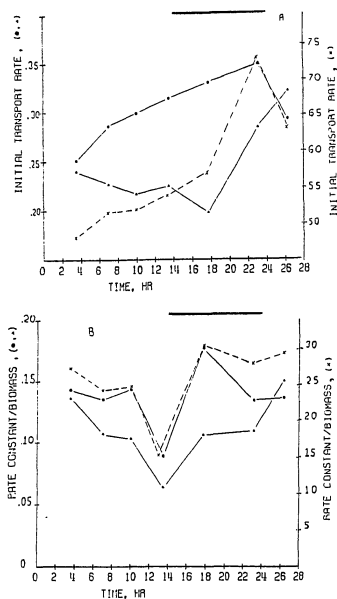 A
INITIAL TRANSPORT RATE, (•,▴)
.35
.30
.25
.20
75
70
65
60
55
50
INITIAL TRANSPORT RATE, (×)
0 2 4 6 8 10 12 14 16 18 20 22 24 26 28
TIME, HR
B
RATE CONSTANT/BIOMASS, (•,▴)
.20
.15
.10
.05
0
30
25
20
15
10
5
RATE CONSTANT/BIOMASS, (×)
0 2 4 6 8 10 12 14 16 18 20 22 24 26 28
TIME, HR